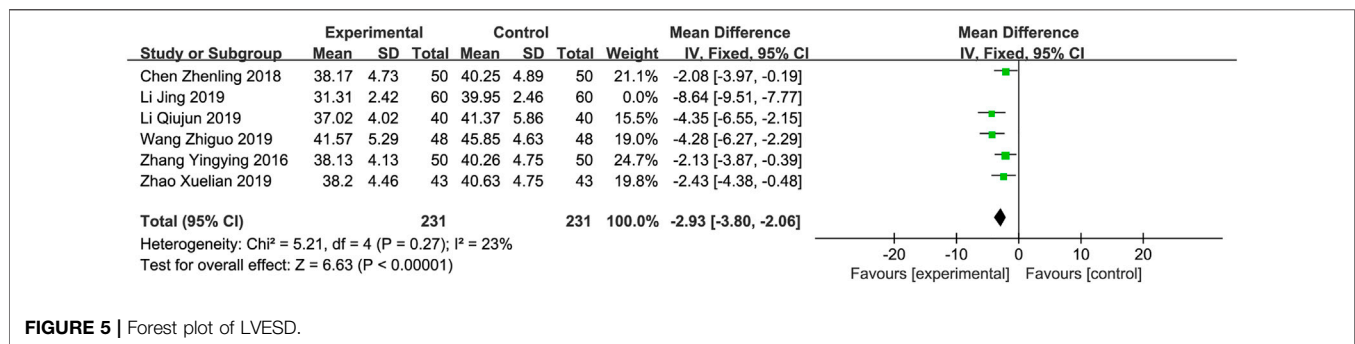 Experimental Control Mean Difference Mean Difference
Study or Subgroup Mean SD Total Mean SD Total Weight IV, Fixed, 95% CI IV, Fixed, 95% CI
Chen Zhenling 2018 38.17 4.73 50 40.25 4.89 50 21.1% -2.08 [-3.97, -0.19]
Li Jing 2019 31.31 2.42 60 39.95 2.46 60 0.0% -8.64 [-9.51, -7.77]
Li Qiujun 2019 37.02 4.02 40 41.37 5.86 40 15.5% -4.35 [-6.55, -2.15]
Wang Zhiguo 2019 41.57 5.29 48 45.85 4.63 48 19.0% -4.28 [-6.27, -2.29]
Zhang Yingying 2016 38.13 4.13 50 40.26 4.75 50 24.7% -2.13 [-3.87, -0.39]
Zhao Xuelian 2019 38.2 4.46 43 40.63 4.75 43 19.8% -2.43 [-4.38, -0.48]
Total (95% CI) 231 231 100.0% -2.93 [-3.80, -2.06]
Heterogeneity: Chi² = 5.21, df = 4 (P = 0.27); I² = 23%
Test for overall effect: Z = 6.63 (P < 0.00001)
-20 -10 0 10 20
Favours [experimental] Favours [control]
FIGURE 5 | Forest plot of LVESD.